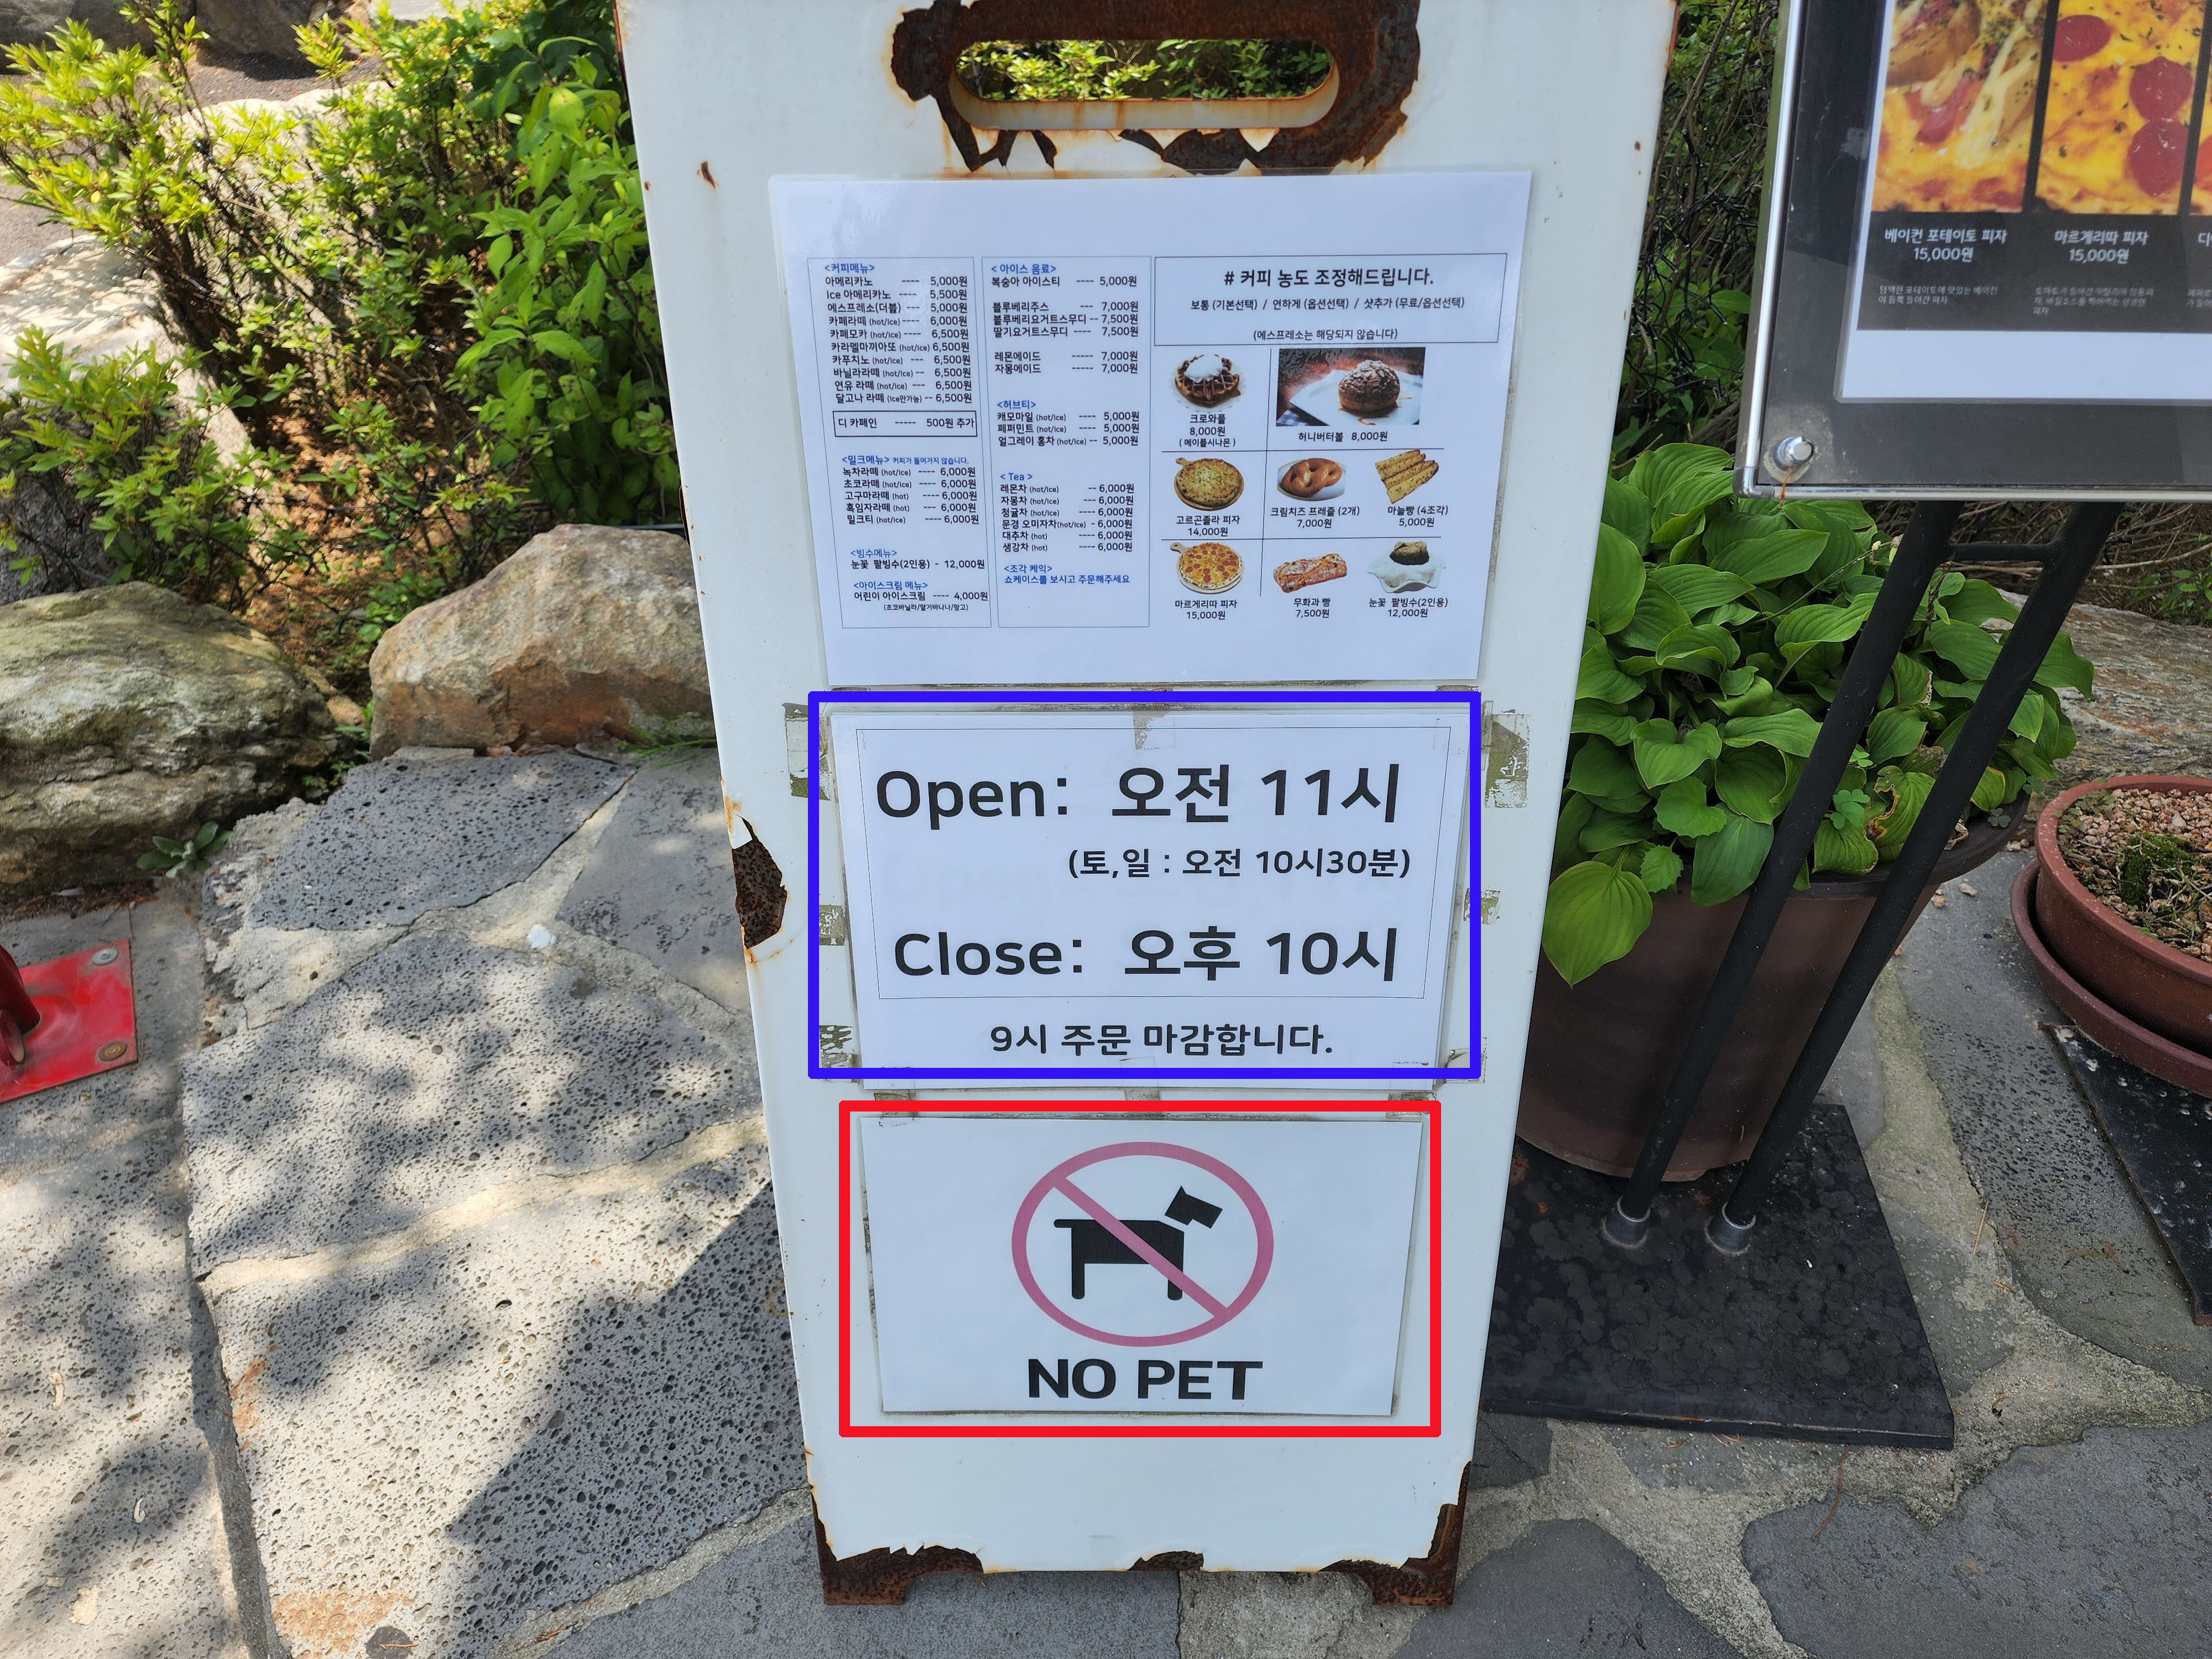 <커피메뉴>
아메리카노 ---- 5,000원
Ice 아메리카노 ---- 5,500원
에스프레소(더블) --- 5,000원
카페라떼 (hot/ice) ---- 6,000원
카페모카 (hot/ice) ---- 6,500원
카라멜마끼아또 (hot/ice) 6,500원
카푸치노 (hot/ice) --- 6,500원
바닐라라떼 (hot/ice) -- 6,500원
연유 라떼 (hot/ice) --- 6,500원
달고나 라떼 (Ice만가능) -- 6,500원
디 카페인 ----- 500원 추가
<밀크메뉴> 커피가 들어가지 않습니다.
녹차라떼 (hot/ice) ---- 6,000원
초코라떼 (hot/ice) ---- 6,000원
고구마라떼 (hot) ---- 6,000원
흑임자라떼 (hot) --- 6,000원
밀크티 (hot/ice) ---- 6,000원
<빙수메뉴>
눈꽃 팥빙수(2인용) - 12,000원
<아이스크림 메뉴>
어린이 아이스크림 ---- 4,000원
(초코바닐라/딸기바나나/망고)
< 아이스 음료>
복숭아 아이스티 ---- 5,000원
블루베리주스 --- 7,000원
블루베리요거트스무디 -- 7,500원
딸기요거트스무디 ---- 7,500원
레몬에이드 ----- 7,000원
자몽에이드 ----- 7,000원
<허브티>
캐모마일 (hot/ice) ---- 5,000원
페퍼민트 (hot/ice) ---- 5,000원
얼그레이 홍차 (hot/ice) -- 5,000원
< Tea >
레몬차 (hot/ice) -- 6,000원
자몽차 (hot/ice) --- 6,000원
청귤차 (hot/ice) ---- 6,000원
문경 오미자차(hot/ice) - 6,000원
대추차 (hot) ---- 6,000원
생강차 (hot) ---- 6,000원
<조각 케익>
쇼케이스를 보시고 주문해주세요
# 커피 농도 조정해드립니다.
보통 (기본선택) / 연하게 (옵션선택) / 샷추가 (무료/옵션선택)
(에스프레소는 해당되지 않습니다)
크로와플
8,000원
( 메이플시나몬 )
허니버터볼 8,000원
고르곤졸라 피자
14,000원
크림치즈 프레즐 (2개)
7,000원
마늘빵 (4조각)
5,000원
마르게리따 피자
15,000원
무화과 빵
7,500원
눈꽃 팥빙수(2인용)
12,000원
Open: 오전 11시
(토,일 : 오전 10시30분)
Close: 오후 10시
9시 주문 마감합니다.
NO PET
베이컨 포테이토 피자
15,000원
마르게리따 피자
15,000원